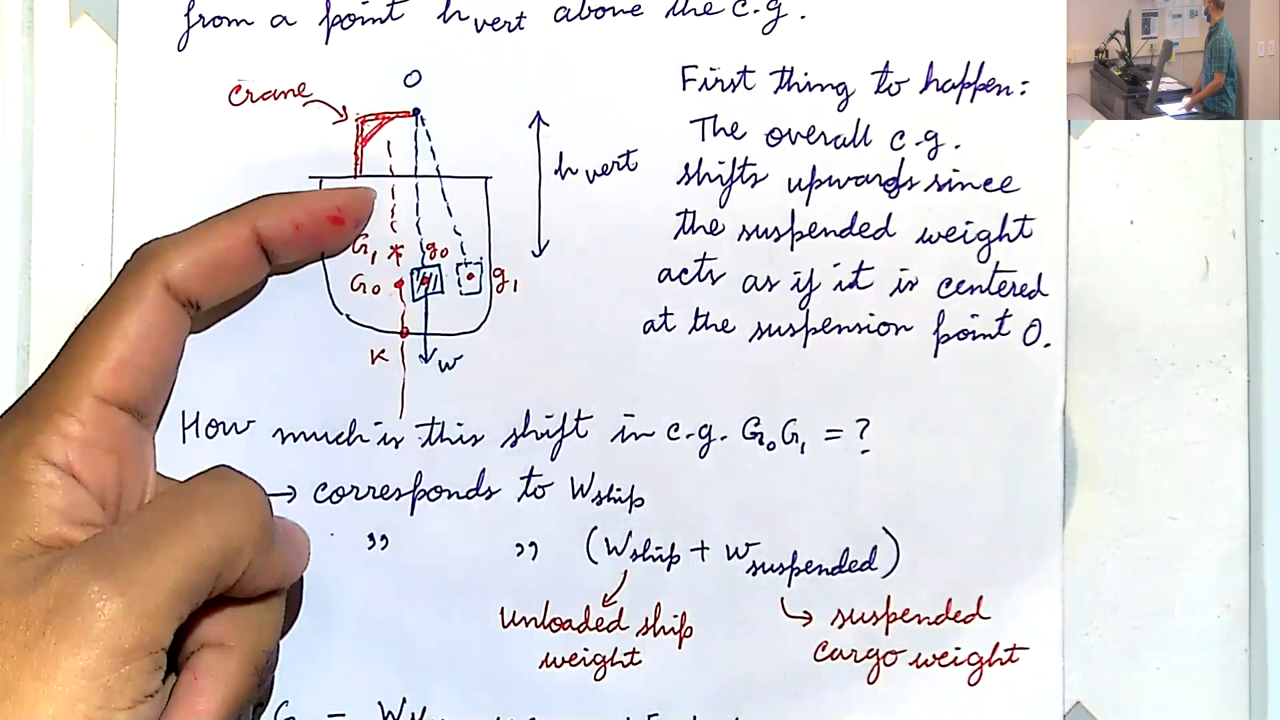 from a point h vert above the c.g.
O
crane
h vert
G₁
g₀
G₀
g₁
K
w
First thing to happen:
The overall c.g.
shifts upwards since
the suspended weight
acts as if it is centered
at the suspension point O.
How much is this shift in c.g. G₀G₁ = ?
→ corresponds to Wship
,, ,, (Wship + wsuspended)
Unloaded ship
weight
suspended
cargo weight